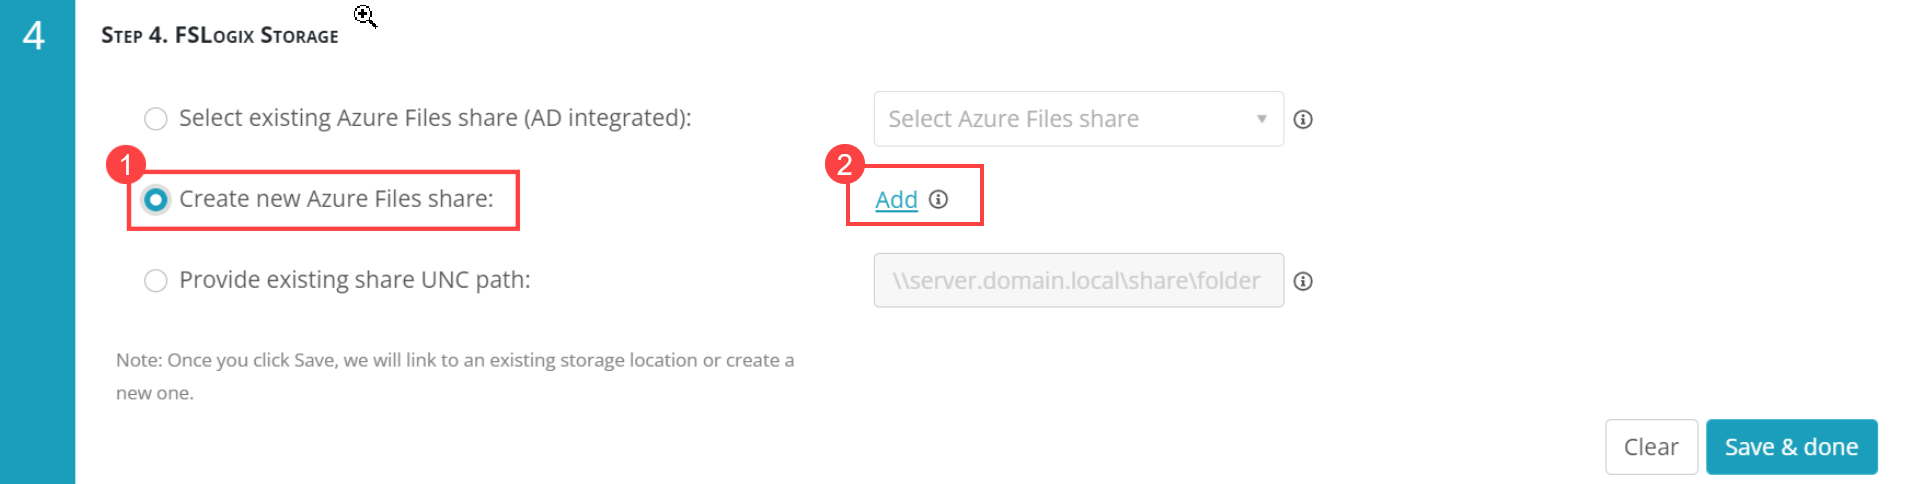 4
STEP 4. FSLOGIX STORAGE
Select existing Azure Files share (AD integrated):
Select Azure Files share
1
2
Create new Azure Files share:
Add
Provide existing share UNC path:
\\server.domain.local\share\folder
Note: Once you click Save, we will link to an existing storage location or create a
new one.
Clear
Save & done